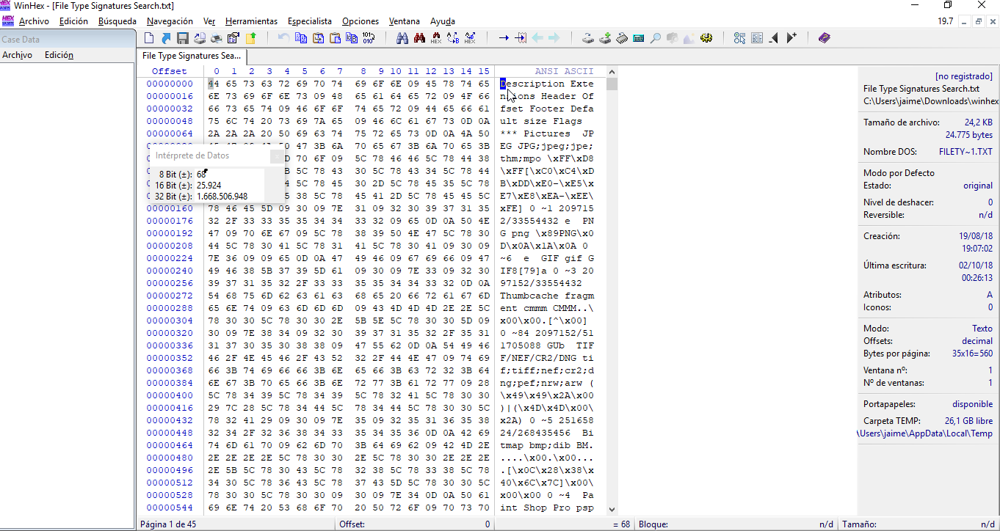 WinHex - [File Type Signatures Search.txt]
Archivo Edición Búsqueda Navegación Ver Herramientas Especialista Opciones Ventana Ayuda 19.7
Case Data
Archivo Edición
File Type Signatures Sea...
Offset 0 1 2 3 4 5 6 7 8 9 10 11 12 13 14 15 ANSI ASCII
00000000 44 65 73 63 72 69 70 74 69 6F 6E 09 45 78 74 65 Description Exte
00000016 6E 73 69 6F 6E 73 09 48 65 61 64 65 72 09 4F 66 nsions Header Of
00000032 66 73 65 74 09 46 6F 6F 74 65 72 09 44 65 66 61 fset Footer Defa
00000048 75 6C 74 20 73 69 7A 65 09 46 6C 61 67 73 0D 0A ult size Flags
00000064 2A 2A 2A 20 50 69 63 74 75 72 65 73 0D 0A 4A 50 *** Pictures  JP
50 47 3B 6A 70 65 67 3B 6A 70 65 3B EG JPG;jpeg;jpe;
70 6F 09 5C 78 46 46 5C 78 44 38 thm;mpo \xFF\xD8
5C 78 43 30 5C 78 43 34 5C 78 44 \xFF[\xC0\xC4\xD
5C 78 45 30 2D 5C 78 45 35 5C 78 B\xDD\xE0-\xE5\x
38 5C 78 45 41 2D 5C 78 45 45 5C E7\xE8\xEA-\xEE\
00000160 78 46 45 5D 09 30 09 7E 31 09 32 30 39 37 31 35 xFE] 0 ~1 209715
00000176 32 2F 33 33 35 35 34 34 33 32 09 65 0D 0A 50 4E 2/33554432 e  PN
00000192 47 09 70 6E 67 09 5C 78 38 39 50 4E 47 5C 78 30 G png \x89PNG\x0
00000208 44 5C 78 30 41 5C 78 31 41 5C 78 30 41 09 30 09 D\x0A\x1A\x0A 0
00000224 7E 36 09 09 65 0D 0A 47 49 46 09 67 69 66 09 47 ~6  e  GIF gif G
00000240 49 46 38 5B 37 39 5D 61 09 30 09 7E 33 09 32 30 IF8[79]a 0 ~3 20
00000256 39 37 31 35 32 2F 33 33 35 35 34 34 33 32 0D 0A 97152/33554432
00000272 54 68 75 6D 62 63 61 63 68 65 20 66 72 61 67 6D Thumbcache fragm
00000288 65 6E 74 09 63 6D 6D 6D 09 43 4D 4D 4D 2E 2E 5C ent cmmm CMMM..\
00000304 78 30 30 5C 78 30 30 2E 5B 5E 5C 78 30 30 5D 09 x00\x00.[^\x00]
00000320 30 09 7E 38 34 09 32 30 39 37 31 35 32 2F 35 31 0 ~84 2097152/51
00000336 31 37 30 35 30 38 38 09 47 55 62 0D 0A 54 49 46 1705088 GUb  TIF
00000352 46 2F 4E 45 46 2F 43 52 32 2F 44 4E 47 09 74 69 F/NEF/CR2/DNG ti
00000368 66 3B 74 69 66 66 3B 6E 65 66 3B 63 72 32 3B 64 f;tiff;nef;cr2;d
00000384 6E 67 3B 70 65 66 3B 6E 72 77 3B 61 72 77 09 28 ng;pef;nrw;arw (
00000400 5C 78 34 39 5C 78 34 39 5C 78 32 41 5C 78 30 30 \x49\x49\x2A\x00
00000416 29 7C 28 5C 78 34 44 5C 78 34 44 5C 78 30 30 5C )|(\x4D\x4D\x00\
00000432 78 32 41 29 09 30 09 7E 35 09 32 35 31 36 35 38 x2A) 0 ~5 251658
00000448 32 34 2F 32 36 38 34 33 35 34 35 36 0D 0A 42 69 24/268435456  Bi
00000464 74 6D 61 70 09 62 6D 70 3B 64 69 62 09 42 4D 2E tmap bmp;dib BM.
00000480 2E 2E 2E 2E 5C 78 30 30 2E 5C 78 30 30 2E 2E 2E ....\x00.\x00...
00000496 2E 5B 5C 78 30 43 5C 78 32 38 5C 78 33 38 5C 78 .[\x0C\x28\x38\x
00000512 34 30 5C 78 36 43 5C 78 37 43 5D 5C 78 30 30 5C 40\x6C\x7C]\x00\
00000528 78 30 30 5C 78 30 30 09 30 09 7E 34 0D 0A 50 61 x00\x00 0 ~4  Pa
00000544 69 6E 74 20 53 68 6F 70 20 50 72 6F 09 70 73 70 int Shop Pro psp
Intérprete de Datos
8 Bit (±): 68
16 Bit (±): 25.924
32 Bit (±): 1.668.506.948
[no registrado]
File Type Signatures Search.txt
C:\Users\jaime\Downloads\winhex
Tamaño de archivo: 24,2 KB
24.775 bytes
Nombre DOS: FILETY~1.TXT
Modo por Defecto
Estado: original
Nivel de deshacer: 0
Reversible: n/d
Creación: 19/08/18
19:07:02
Última escritura: 02/10/18
00:26:13
Atributos: A
Iconos: 0
Modo: Texto
Offsets: decimal
Bytes por página: 35x16=560
Ventana nº: 1
Nº de ventanas: 1
Portapapeles: disponible
Carpeta TEMP: 26,1 GB libre
\Users\jaime\AppData\Local\Temp
Página 1 de 45 Offset: 0 = 68 Bloque: n/d Tamaño: n/d